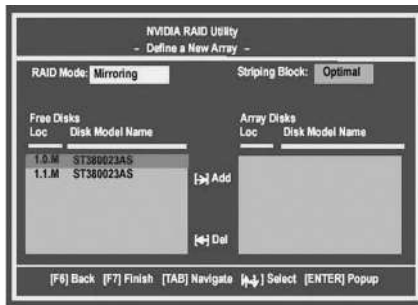 NVIDIA RAID Utility
- Define a New Array -
RAID Mode: Mirroring
Striping Block: Optimal
Free Disks
Loc Disk Model Name
1.0.M ST380023AS
1.1.M ST380023AS
Array Disks
Loc Disk Model Name
[→] Add
[←] Del
[F6] Back [F7] Finish [TAB] Navigate [↑↓] Select [ENTER] Popup